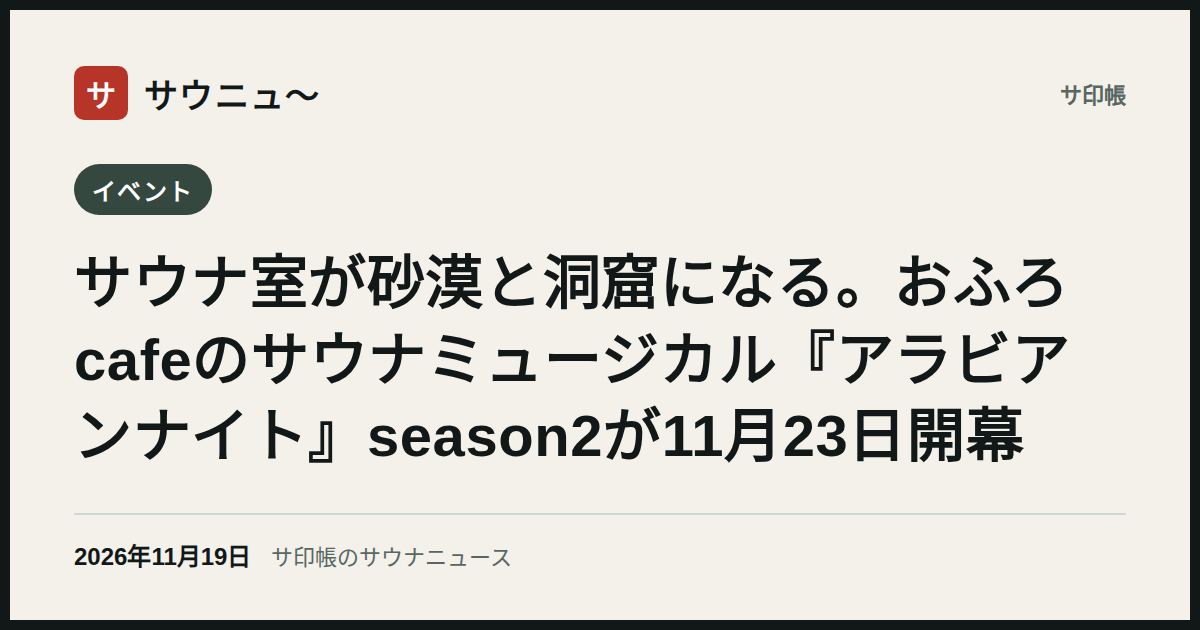 サ サウニュ〜
サ印帳
イベント
サウナ室が砂漠と洞窟になる。おふろ
cafeのサウナミュージカル『アラビア
ンナイト』season2が11月23日開幕
2026年11月19日 サ印帳のサウナニュース